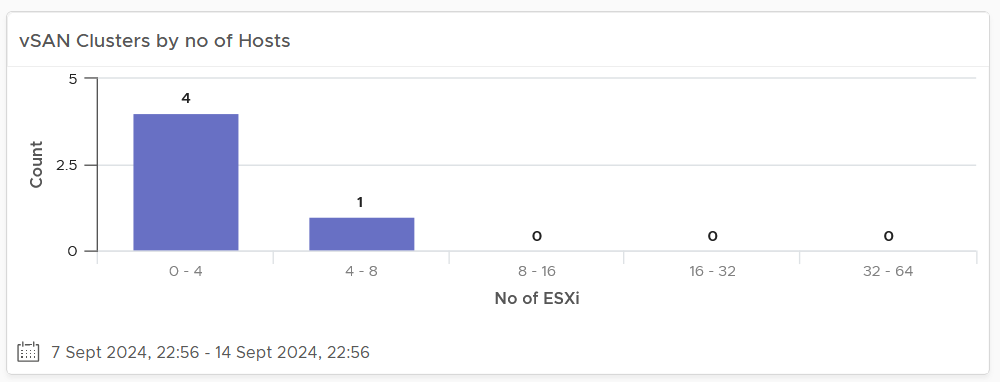 vSAN Clusters by no of Hosts
5
4
Count
2.5
1
0
0
0
0
0 - 4
4 - 8
8 - 16
16 - 32
32 - 64
No of ESXi
7 Sept 2024, 22:56 - 14 Sept 2024, 22:56